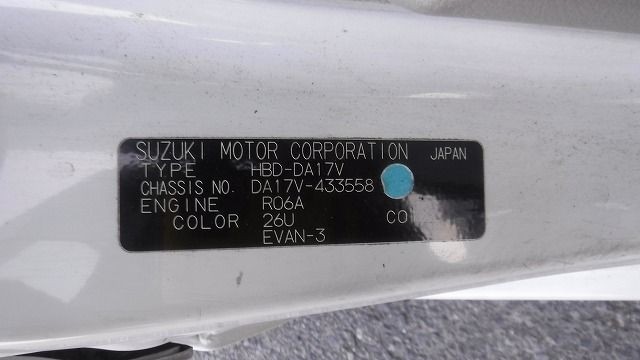 SUZUKI MOTOR CORPORATION JAPAN
TYPE HBD-DA17V
CHASSIS NO. DA17V-433558
ENGINE R06A
COLOR 26U CO
EVAN-3